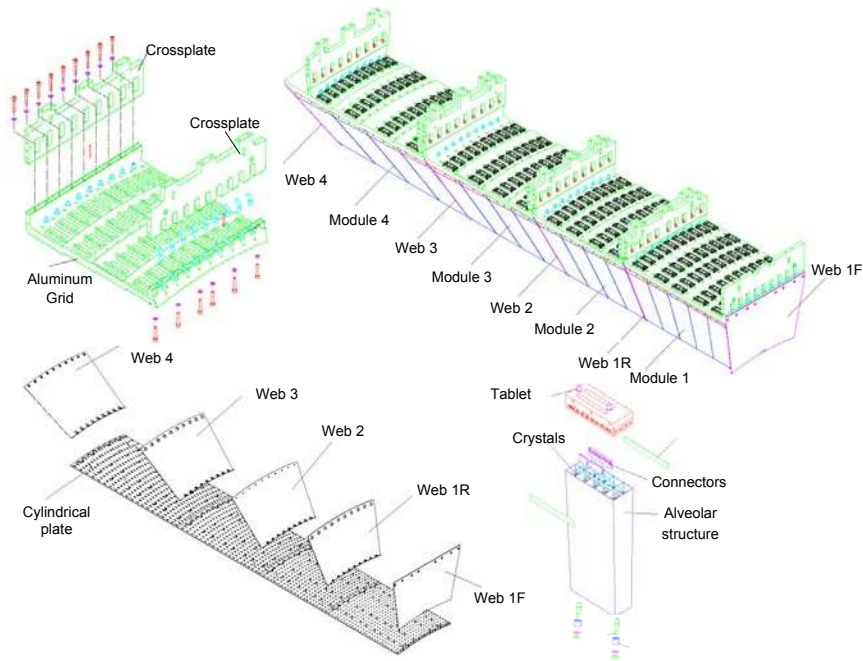 Crossplate
Crossplate
Aluminum
Grid
Web 4
Module 4
Web 3
Module 3
Web 2
Module 2
Web 1R
Module 1
Web 1F
Web 4
Web 3
Web 2
Web 1R
Web 1F
Cylindrical
plate
Tablet
Crystals
Connectors
Alveolar
structure